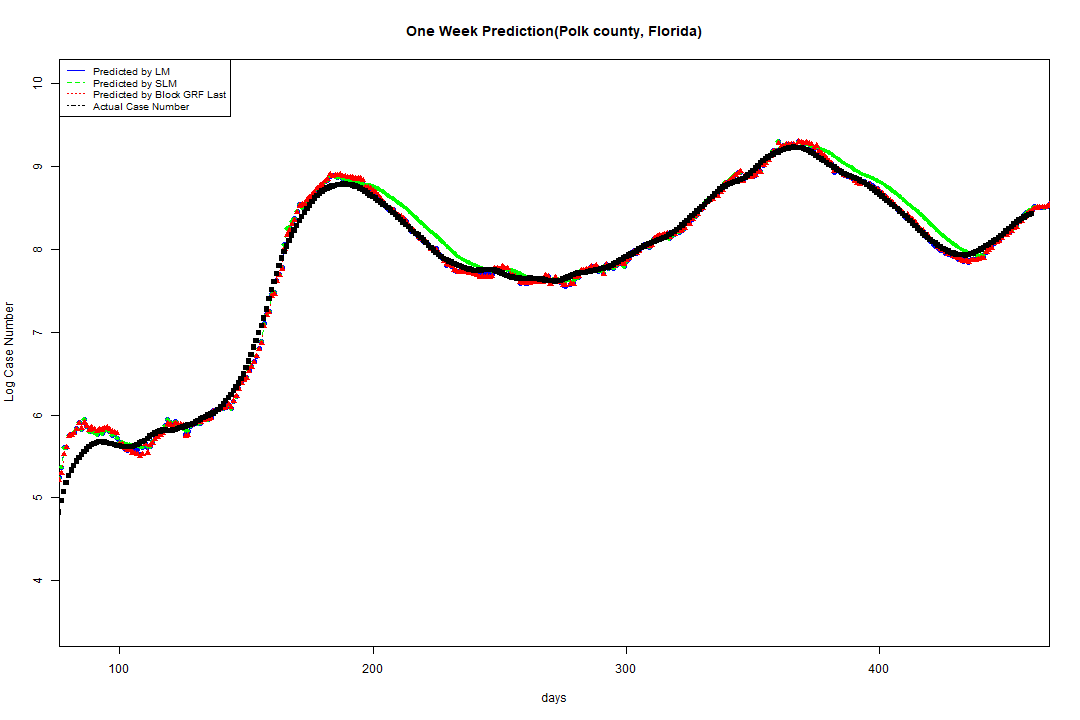 One Week Prediction(Polk county, Florida)
Predicted by LM
Predicted by SLM
Predicted by Block GRF Last
Actual Case Number
10
9
8
7
6
5
4
Log Case Number
100 200 300 400
days